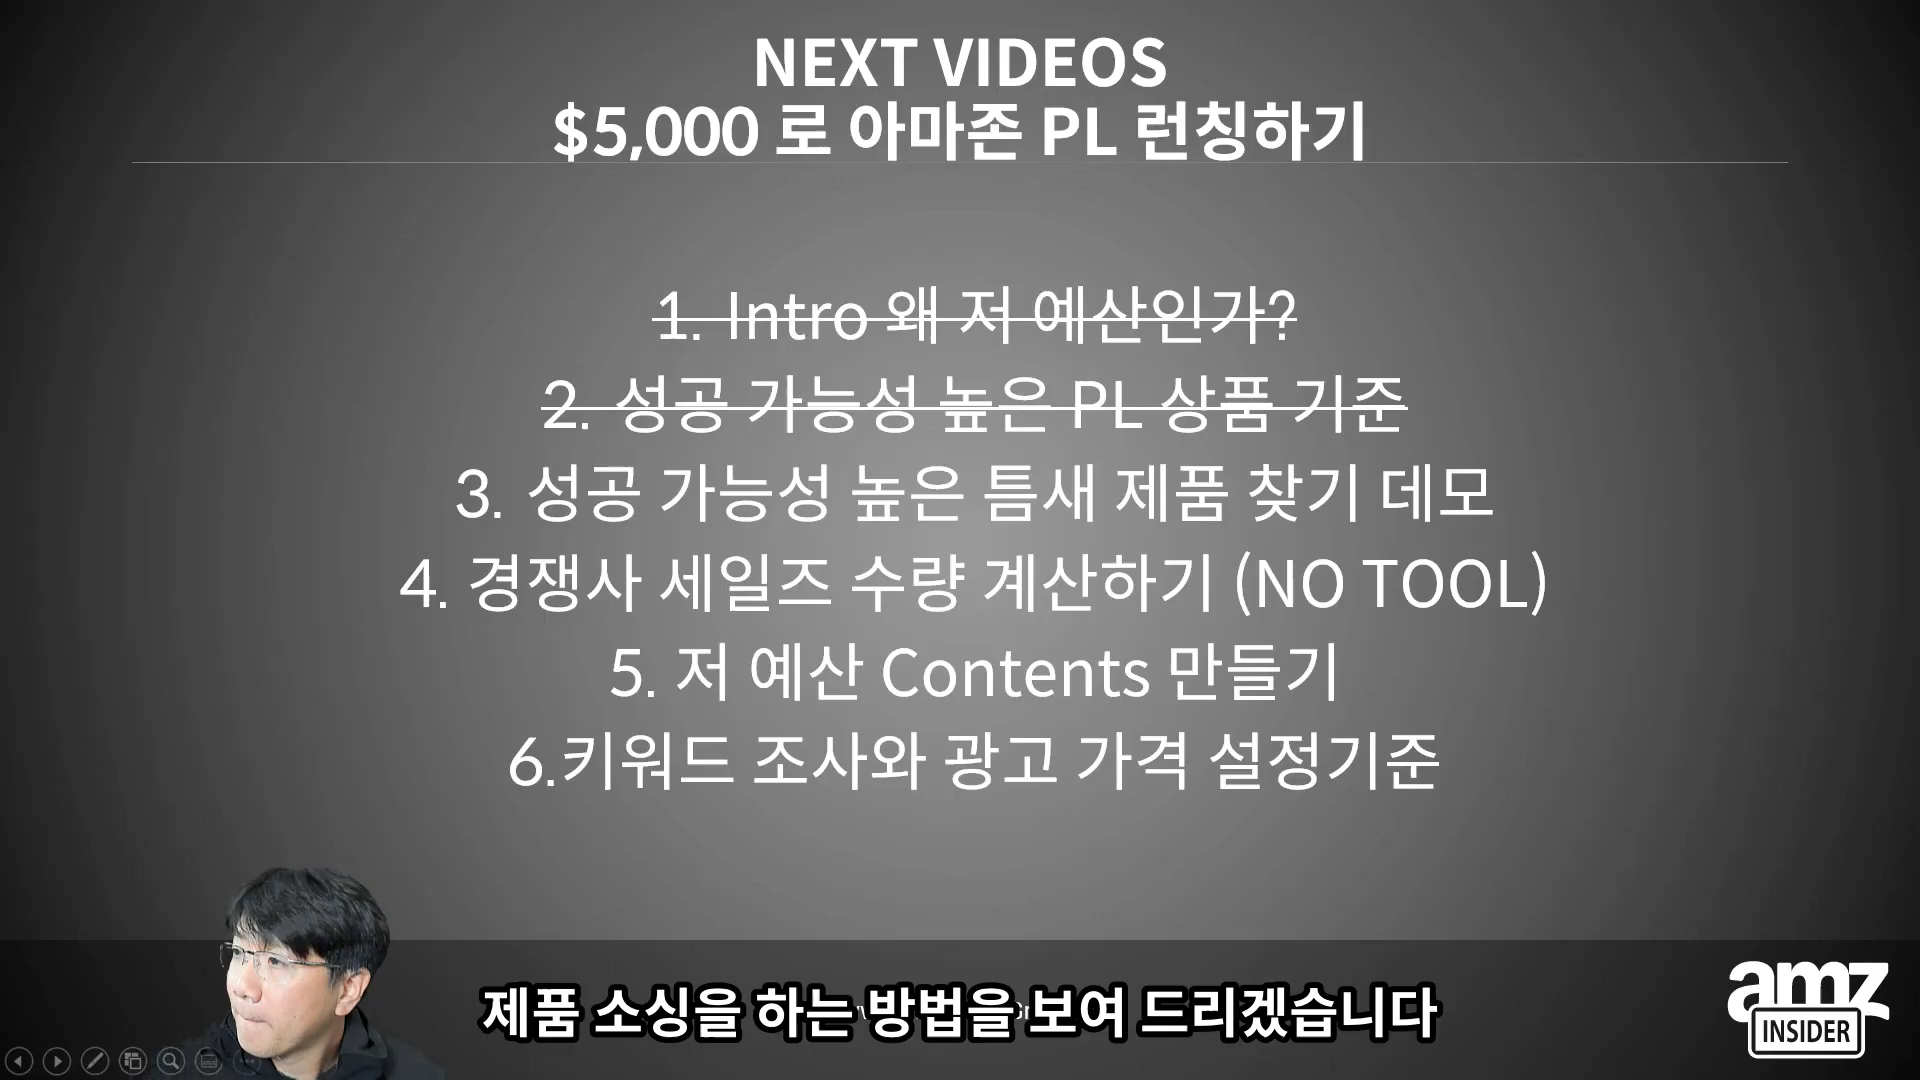 NEXT VIDEOS
$5,000 로 아마존 PL 런칭하기
1. Intro 왜 저 예산인가?
2. 성공 가능성 높은 PL 상품 기준
3. 성공 가능성 높은 틈새 제품 찾기 데모
4. 경쟁사 세일즈 수량 계산하기 (NO TOOL)
5. 저 예산 Contents 만들기
6.키워드 조사와 광고 가격 설정기준
제품 소싱을 하는 방법을 보여 드리겠습니다
amz
INSIDER